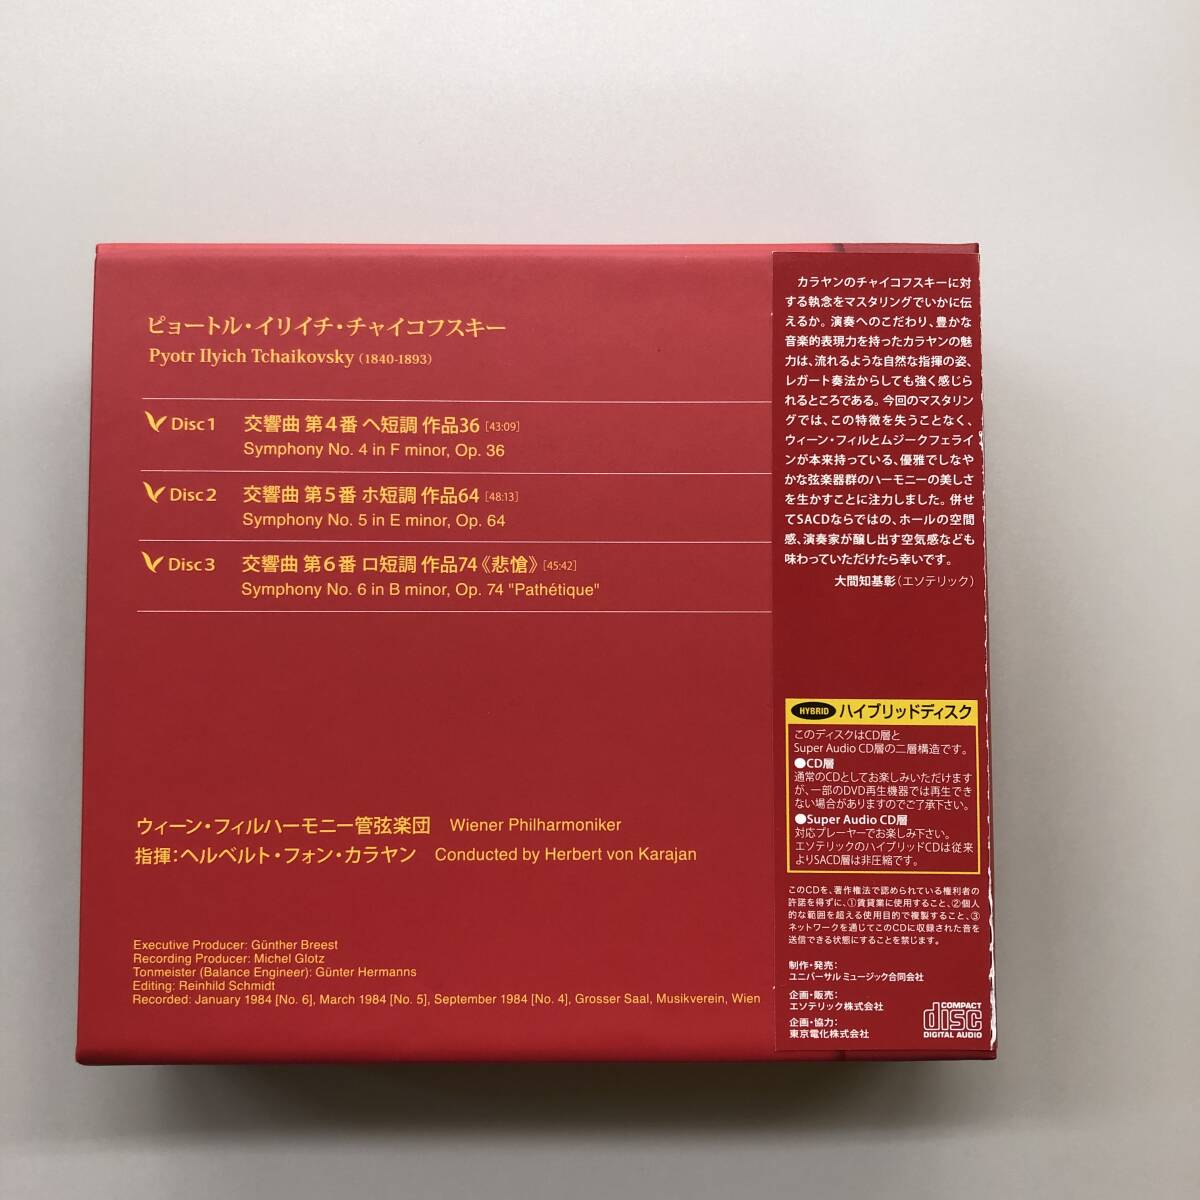 ピョートル・イリイチ・チャイコフスキー
Pyotr Ilyich Tchaikovsky (1840-1893)
Disc 1 交響曲 第4番 ヘ短調 作品36 [43:09]
Symphony No. 4 in F minor, Op. 36
Disc 2 交響曲 第5番 ホ短調 作品64 [48:13]
Symphony No. 5 in E minor, Op. 64
Disc 3 交響曲 第6番 ロ短調 作品74《悲愴》 [45:42]
Symphony No. 6 in B minor, Op. 74 "Pathétique"
ウィーン・フィルハーモニー管弦楽団 Wiener Philharmoniker
指揮:ヘルベルト・フォン・カラヤン Conducted by Herbert von Karajan
Executive Producer: Günther Breest
Recording Producer: Michel Glotz
Tonmeister (Balance Engineer): Günter Hermanns
Editing: Reinhild Schmidt
Recorded: January 1984 [No. 6], March 1984 [No. 5], September 1984 [No. 4], Grosser Saal, Musikverein, Wien
カラヤンのチャイコフスキーに対
する執念をマスタリングでいかに伝
えるか。演奏へのこだわり、豊かな
音楽的表現力を持ったカラヤンの魅
力は、流れるような自然な指揮の姿、
レガート奏法からしても強く感じら
れるところである。今回のマスタリン
グでは、この特徴を失うことなく、
ウィーン・フィルとムジークフェライ
ンが本来持っている、優雅でしなや
かな弦楽器群のハーモニーの美しさ
を生かすことに注力しました。併せ
てSACDならではの、ホールの空間
感、演奏家が醸し出す空気感なども
味わっていただけたら幸いです。
大間知基彰(エソテリック)
HYBRID ハイブリッドディスク
このディスクはCD層と
Super Audio CD層の二層構造です。
●CD層
通常のCDとしてお楽しみいただけます
が、一部のDVD再生機器では再生でき
ない場合がありますのでご了承下さい。
●Super Audio CD層
対応プレーヤーでお楽しみ下さい。
エソテリックのハイブリッドCDは従来
よりSACD層は非圧縮です。
このCDを、著作権法で認められている権利者の
許諾を得ずに、①賃貸業に使用すること、②個人
的な範囲を超える使用目的で複製すること、③
ネットワークを通じてこのCDに収録された音を
送信できる状態にすることを禁じます。
制作・発売:
ユニバーサル ミュージック合同会社
企画・販売:
エソテリック株式会社
企画・協力:
東京電化株式会社
COMPACT
disc
DIGITAL AUDIO